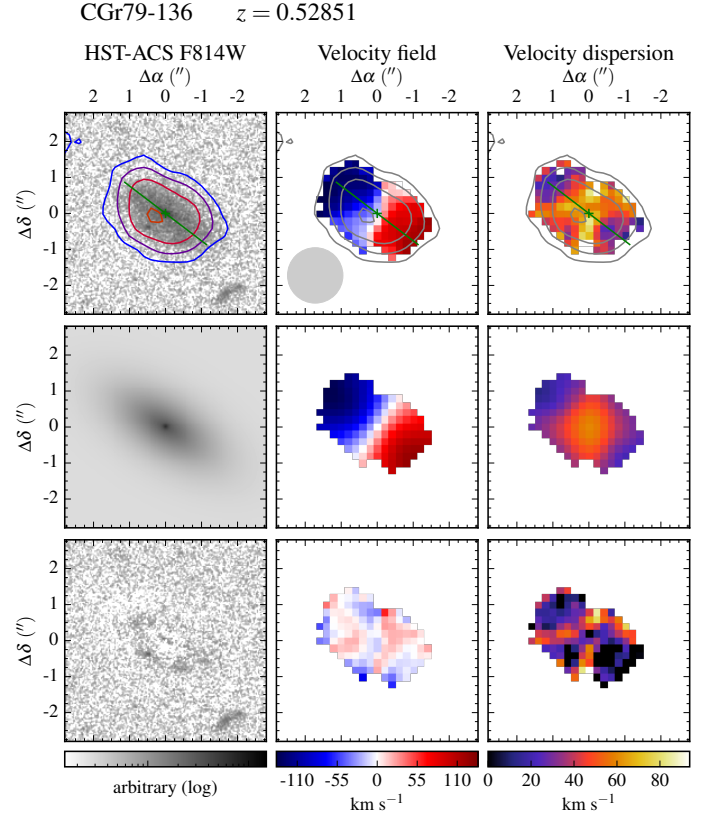 CGr79-136 z = 0.52851
HST-ACS F814W Velocity field Velocity dispersion
Δα (″) Δα (″) Δα (″)
2 1 0 -1 -2 2 1 0 -1 -2 2 1 0 -1 -2
Δδ (″)
2
1
0
-1
-2
Δδ (″)
2
1
0
-1
-2
Δδ (″)
2
1
0
-1
-2
arbitrary (log)
-110 -55 0 55 110
km s⁻¹
0 20 40 60 80
km s⁻¹